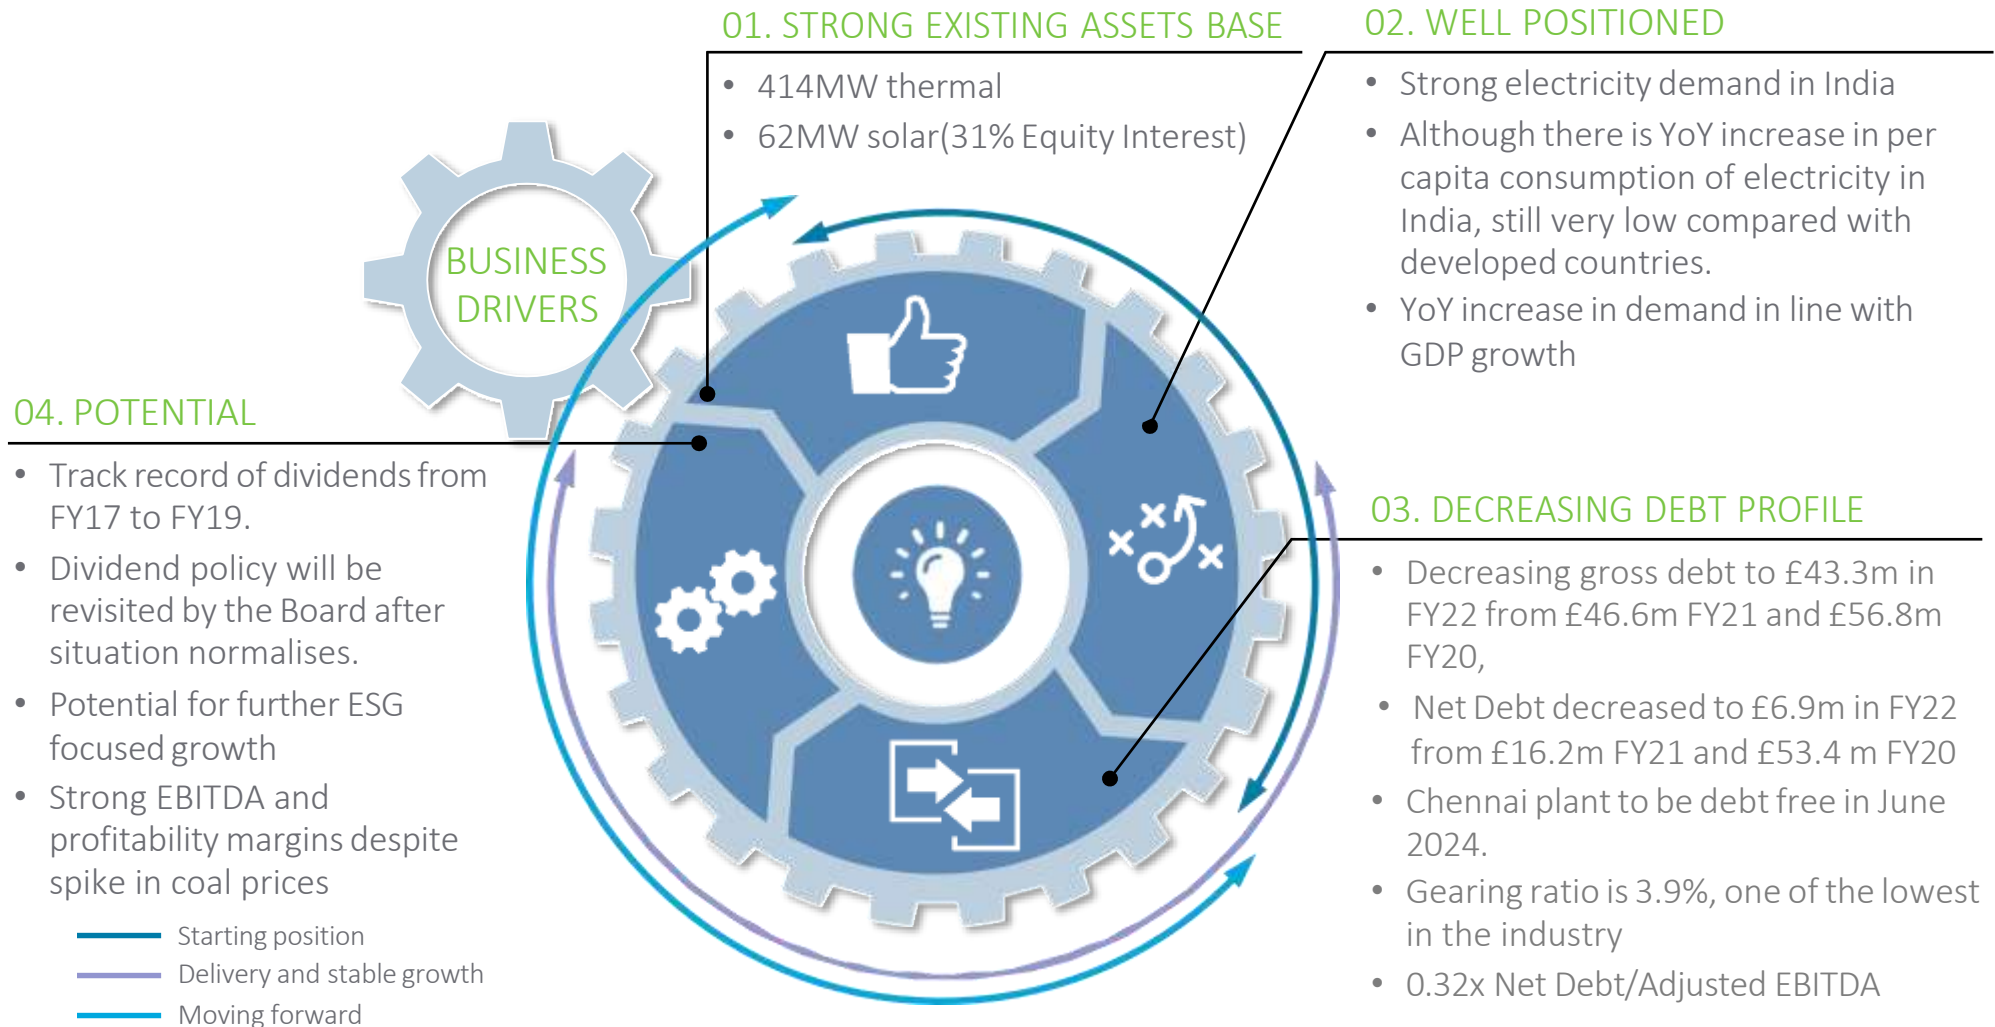 01. STRONG EXISTING ASSETS BASE
• 414MW thermal
• 62MW solar(31% Equity Interest)
02. WELL POSITIONED
• Strong electricity demand in India
• Although there is YoY increase in per
capita consumption of electricity in
India, still very low compared with
developed countries.
• YoY increase in demand in line with
GDP growth
BUSINESS
DRIVERS
04. POTENTIAL
• Track record of dividends from
FY17 to FY19.
• Dividend policy will be
revisited by the Board after
situation normalises.
• Potential for further ESG
focused growth
• Strong EBITDA and
profitability margins despite
spike in coal prices
03. DECREASING DEBT PROFILE
• Decreasing gross debt to £43.3m in
FY22 from £46.6m FY21 and £56.8m
FY20,
• Net Debt decreased to £6.9m in FY22
from £16.2m FY21 and £53.4 m FY20
• Chennai plant to be debt free in June
2024.
• Gearing ratio is 3.9%, one of the lowest
in the industry
• 0.32x Net Debt/Adjusted EBITDA
Starting position
Delivery and stable growth
Moving forward